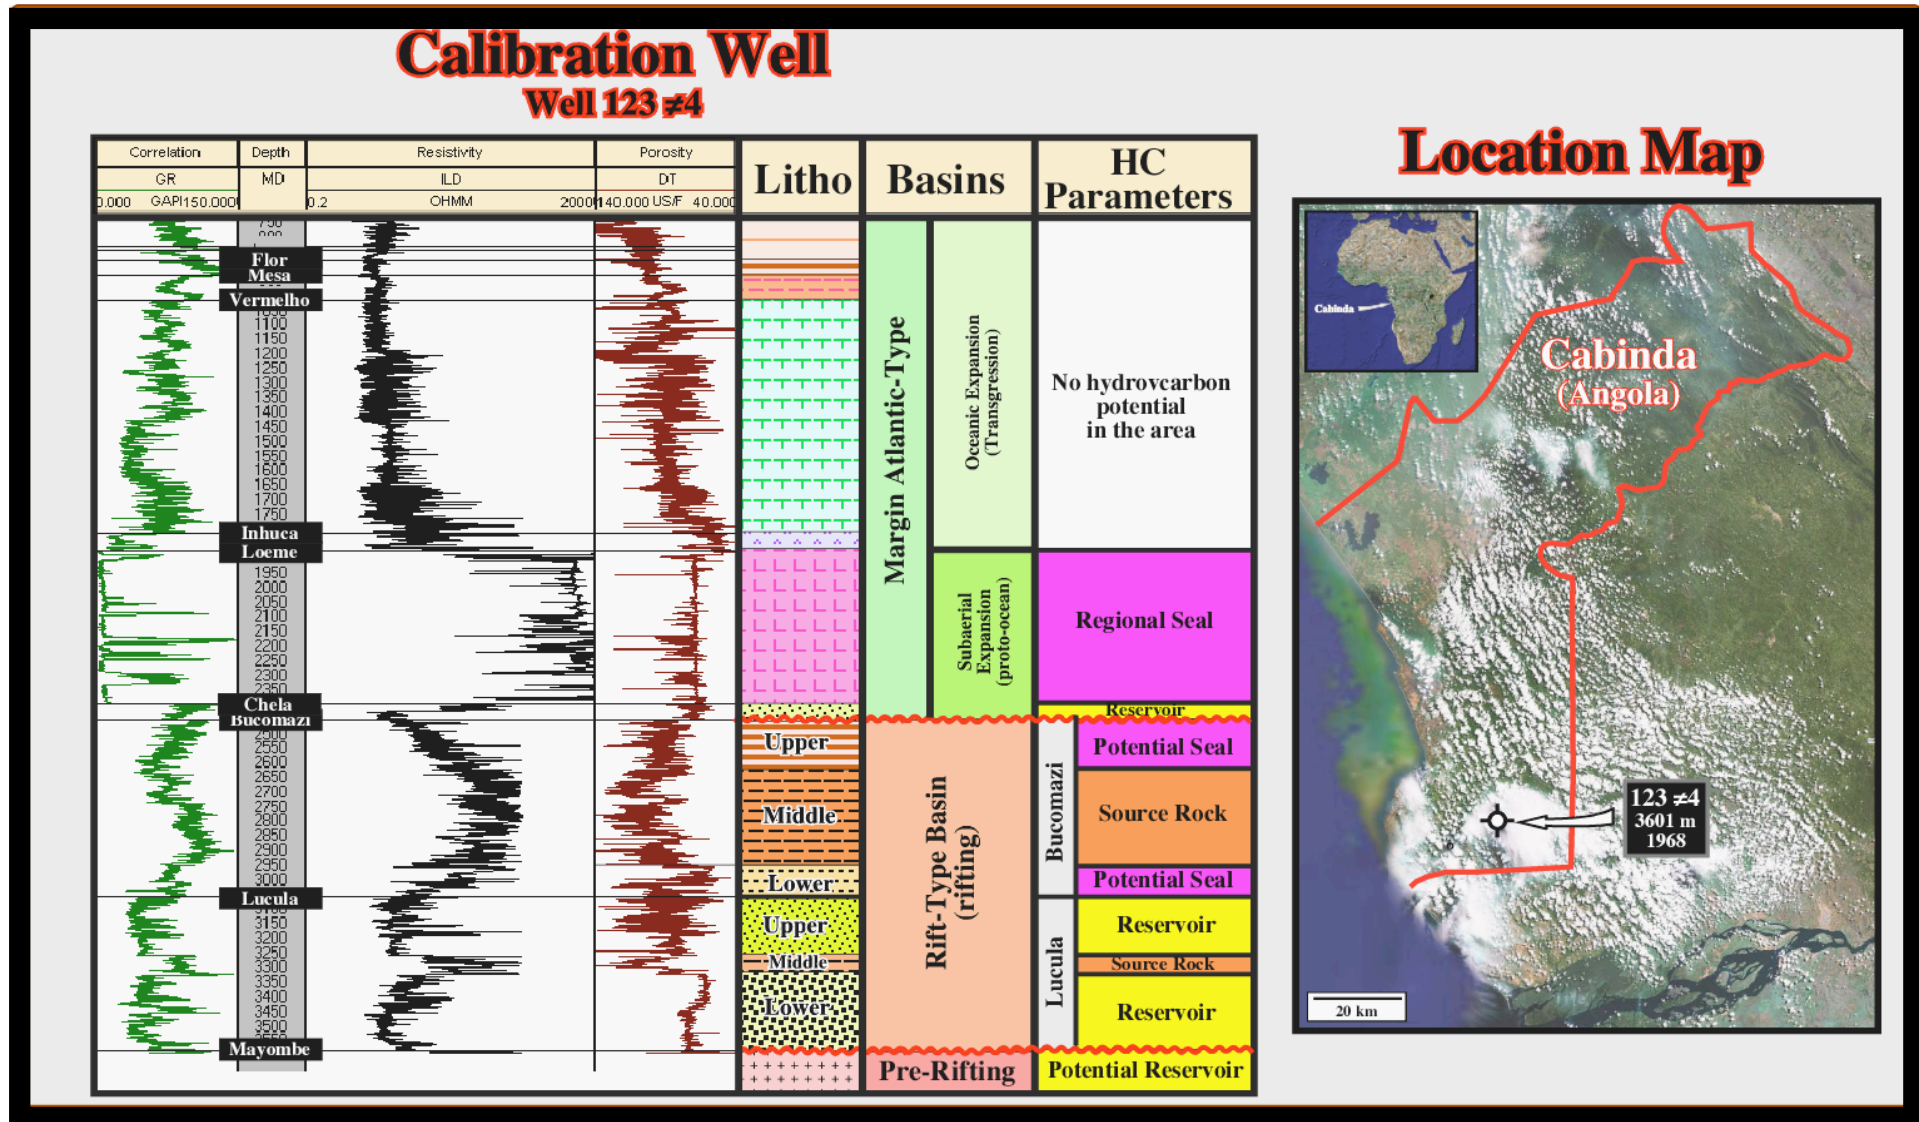 Calibration Well
Well 123 ≠4
Correlation
Depth
Resistivity
Porosity
GR
MD
ILD
DT
0.000 GAPI 150.000
0.2 OHMM 2000
140.000 US/F 40.000
Litho
Basins
HC
Parameters
750
Flor
Mesa
Vermelho
1100
1150
1200
1250
1300
1350
1400
1450
1500
1550
1600
1650
1700
1750
Inhuca
Loeme
1950
2000
2050
2100
2150
2200
2250
2300
2350
Chela
Bucomazi
2500
2550
2600
2650
2700
2750
2800
2850
2900
2950
3000
Lucula
3150
3200
3250
3300
3350
3400
3450
3500
Mayombe
Upper
Middle
Lower
Upper
Middle
Lower
Margin Atlantic-Type
Oceanic Expansion
(Transgression)
Subaerial
Expansion
(proto-ocean)
Rift-Type Basin
(rifting)
Pre-Rifting
No hydrovcarbon
potential
in the area
Regional Seal
Reservoir
Bucomazi
Potential Seal
Source Rock
Potential Seal
Lucula
Reservoir
Source Rock
Reservoir
Potential Reservoir
Location Map
Cabinda
Cabinda
(Angola)
123 ≠4
3601 m
1968
20 km